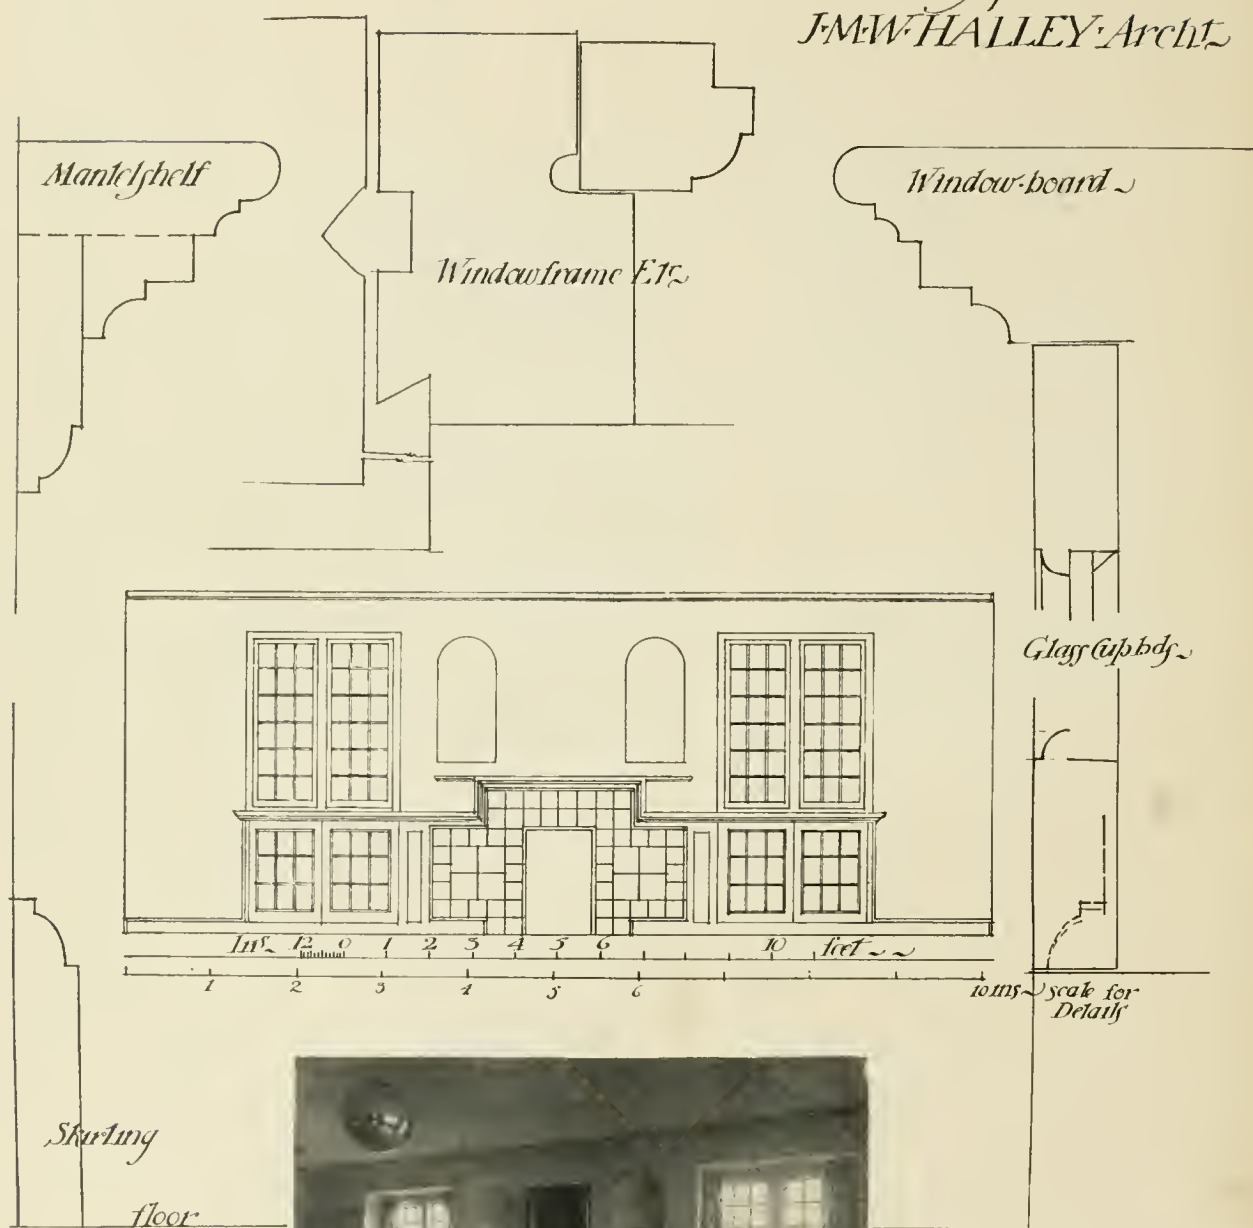 J·M·W·HALLEY·Archt
Mantelshelf
Window·board
Windowframe Etc
Glass Cupbds
Ins 12 0 1 2 3 4 5 6 10 feet
1 2 3 4 5 6 10 ins scale for
Details
Skirting
floor